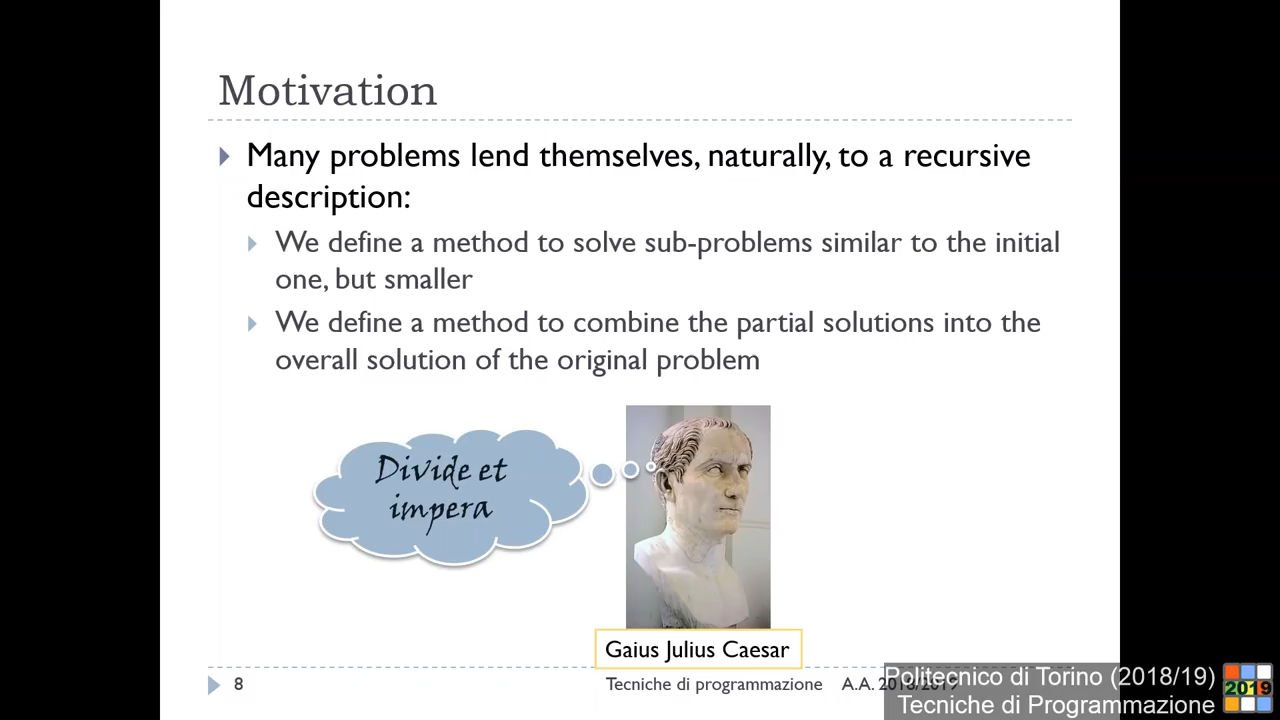 Motivation
Many problems lend themselves, naturally, to a recursive
description:
We define a method to solve sub-problems similar to the initial
one, but smaller
We define a method to combine the partial solutions into the
overall solution of the original problem
Divide et
impera
Gaius Julius Caesar
8
Tecniche di programmazione A.A. 2018/2019
Politecnico di Torino (2018/19)
Tecniche di Programmazione
2019